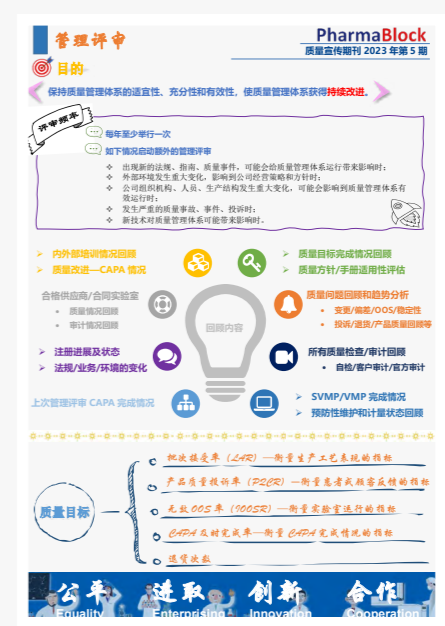 管理评审
PharmaBlock
质量宣传期刊 2023 年第 5 期
目的
保持质量管理体系的适宜性、充分性和有效性，使质量管理体系获得持续改进。
评审频率
每年至少举行一次
如下情况启动额外的管理评审
出现新的法规、指南、质量事件，可能会给质量管理体系运行带来影响时；
外部环境发生重大变化，影响到公司经营策略和方针时；
公司组织机构、人员、生产结构发生重大变化，可能会影响到质量管理体系有
效运行时；
发生严重的质量事故、事件、投诉时；
新技术对质量管理体系可能带来影响时。
内外部培训情况回顾
质量改进—CAPA 情况
质量目标完成情况回顾
质量方针/手册适用性评估
合格供应商/合同实验室
质量情况回顾
审计情况回顾
回顾内容
质量问题回顾和趋势分析
变更/偏差/OOS/稳定性
投诉/退货/产品质量回顾等
注册进展及状态
法规/业务/环境的变化
所有质量检查/审计回顾
自检/客户审计/官方审计
上次管理评审 CAPA 完成情况
SVMP/VMP 完成情况
预防性维护和计量状态回顾
质量目标
批次接受率（LAR）—衡量生产工艺表现的指标
产品质量投诉率（PQCR）—衡量患者或顾客反馈的指标
无效 OOS 率（IOOSR）—衡量实验室运行的指标
CAPA 及时完成率—衡量 CAPA 完成情况的指标
退货次数
公平 进取 创新 合作
Equality Enterprising Innovation Cooperation